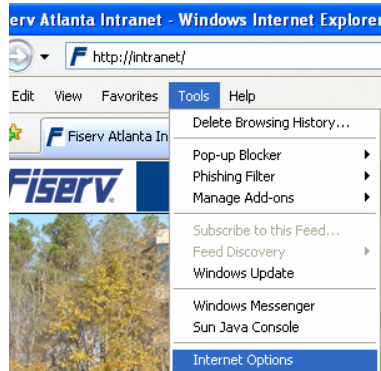 erv Atlanta Intranet - Windows Internet Explorer
http://intranet/
Edit View Favorites Tools Help
Fiserv Atlanta In
Delete Browsing History...
Pop-up Blocker
Phishing Filter
Manage Add-ons
Fiserv.
Subscribe to this Feed...
Feed Discovery
Windows Update
Windows Messenger
Sun Java Console
Internet Options